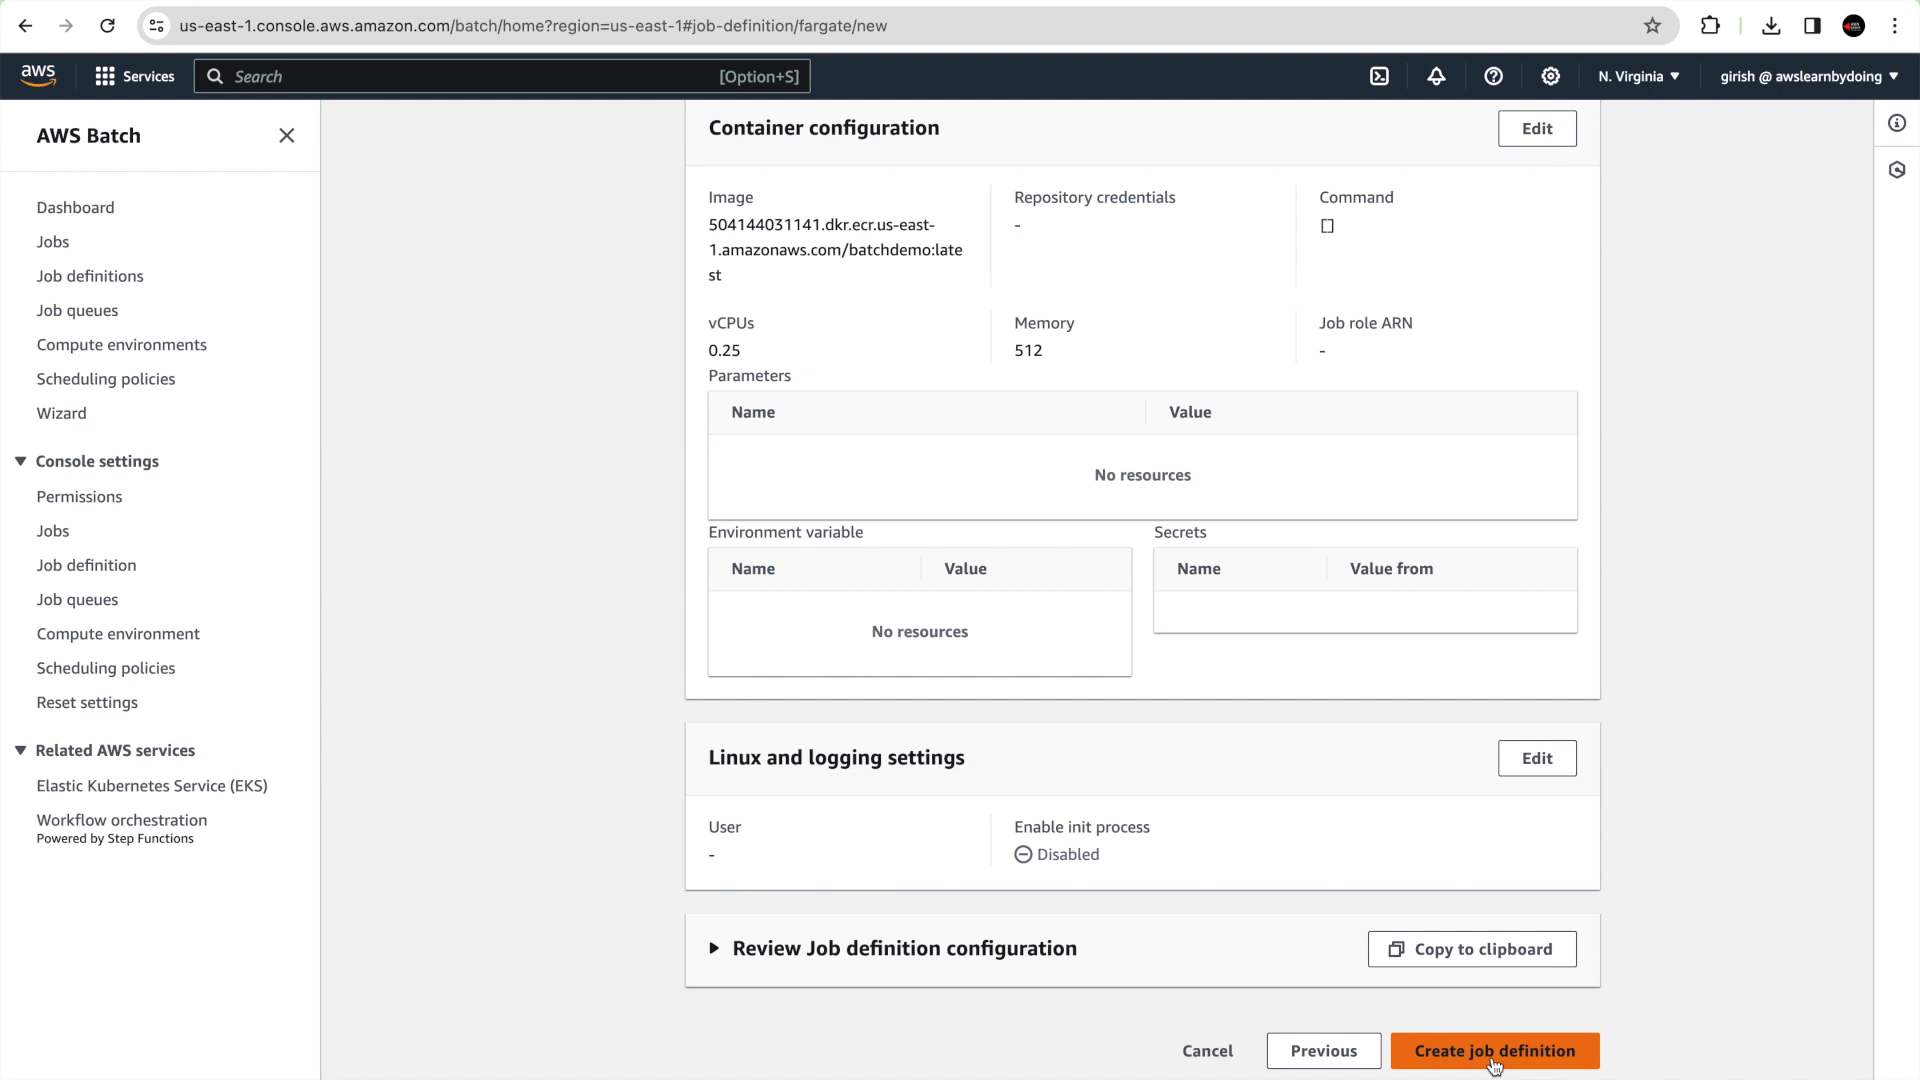 us-east-1.console.aws.amazon.com/batch/home?region=us-east-1#job-definition/fargate/new
aws
Services
Search
[Option+S]
N. Virginia
girish @ awslearnbydoing
AWS Batch
Dashboard
Jobs
Job definitions
Job queues
Compute environments
Scheduling policies
Wizard
Console settings
Permissions
Jobs
Job definition
Job queues
Compute environment
Scheduling policies
Reset settings
Related AWS services
Elastic Kubernetes Service (EKS)
Workflow orchestration
Powered by Step Functions
Container configuration
Edit
Image
504144031141.dkr.ecr.us-east-
1.amazonaws.com/batchdemo:late
st
Repository credentials
-
Command
[]
vCPUs
0.25
Memory
512
Job role ARN
-
Parameters
Name
Value
No resources
Environment variable
Name
Value
No resources
Secrets
Name
Value from
Linux and logging settings
Edit
User
-
Enable init process
Disabled
Review Job definition configuration
Copy to clipboard
Cancel
Previous
Create job definition